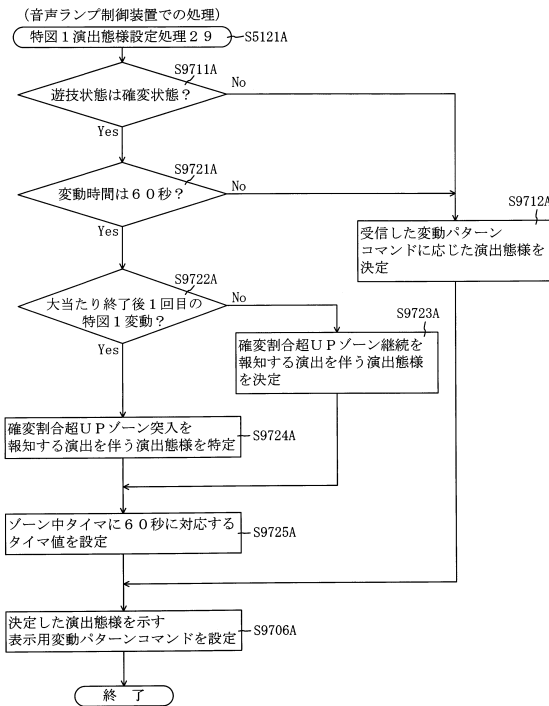 (音声ランプ制御装置での処理)
特図１演出態様設定処理２９
S5121A
S9711A
遊技状態は確変状態？
No
Yes
S9721A
変動時間は６０秒？
No
Yes
S9712A
受信した変動パターン
コマンドに応じた演出態様を
決定
S9722A
大当たり終了後１回目の
特図１変動？
No
Yes
S9723A
確変割合超ＵＰゾーン継続を
報知する演出を伴う演出態様
を決定
確変割合超ＵＰゾーン突入を
報知する演出を伴う演出態様を特定
S9724A
ゾーン中タイマに６０秒に対応する
タイマ値を設定
S9725A
決定した演出態様を示す
表示用変動パターンコマンドを設定
S9706A
終 了